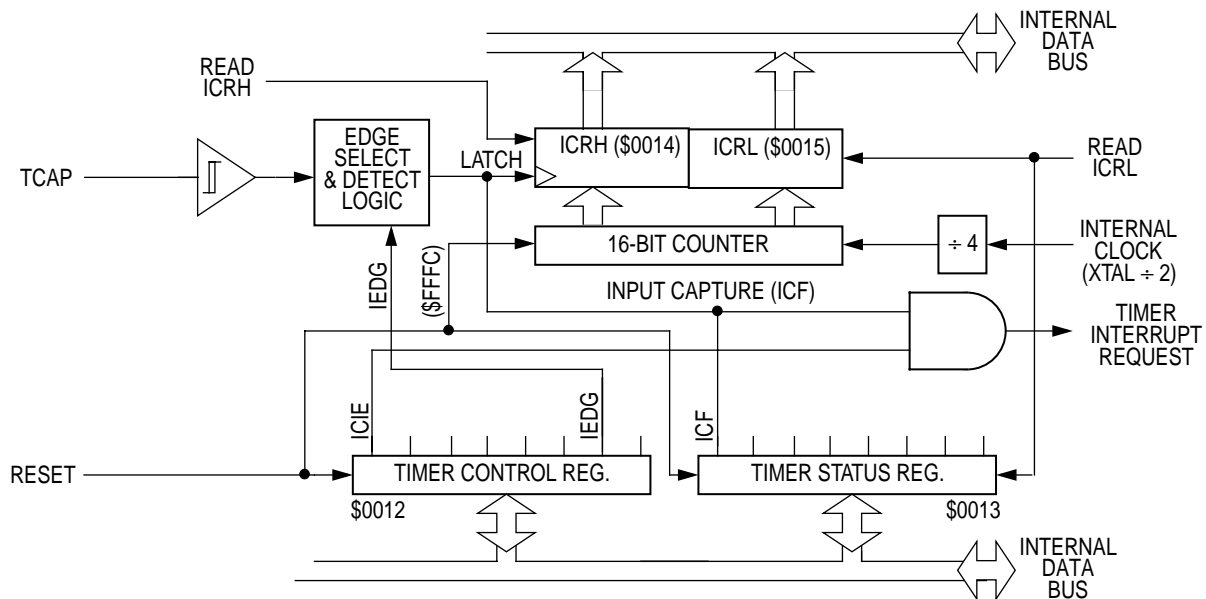 INTERNAL
DATA
BUS
READ
ICRH
EDGE
SELECT
& DETECT
LOGIC
LATCH
ICRH ($0014)
ICRL ($0015)
READ
ICRL
TCAP
16-BIT COUNTER
÷ 4
INTERNAL
CLOCK
(XTAL ÷ 2)
IEDG
($FFFC)
INPUT CAPTURE (ICF)
TIMER
INTERRUPT
REQUEST
ICIE
IEDG
ICF
RESET
TIMER CONTROL REG.
TIMER STATUS REG.
$0012
$0013
INTERNAL
DATA
BUS